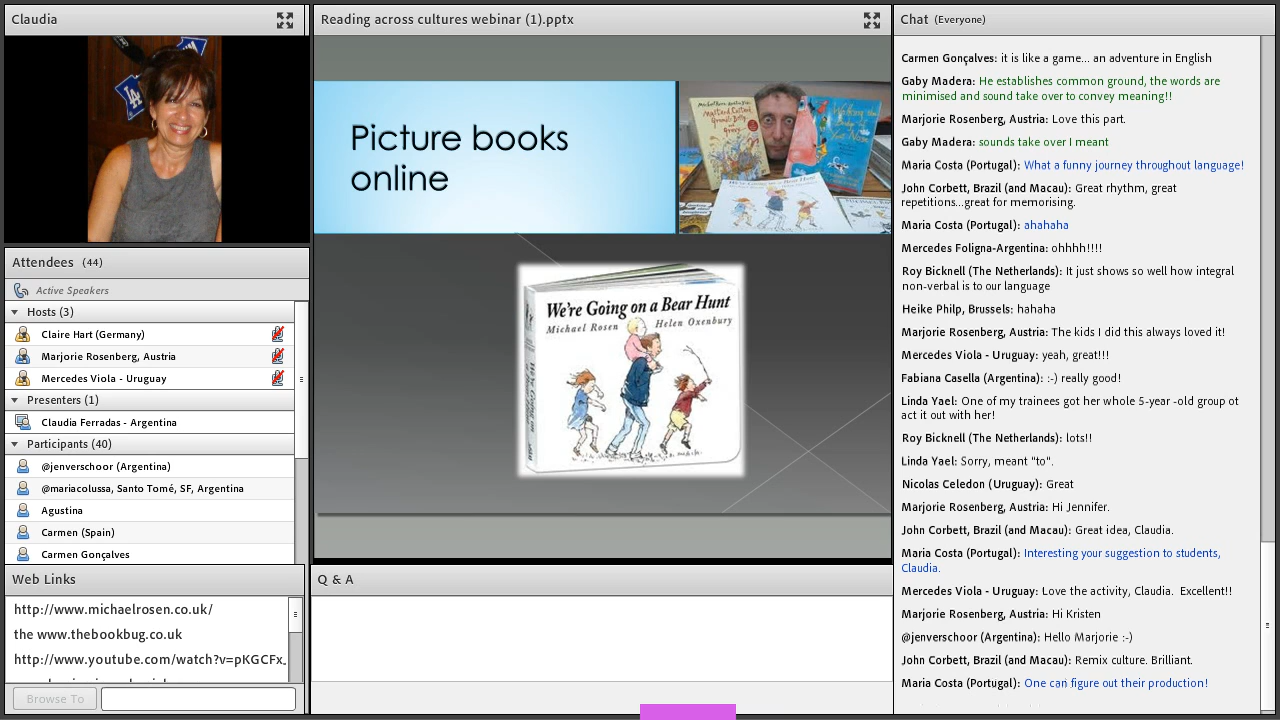 Claudia
Attendees (44)
Active Speakers
Hosts (3)
Claire Hart (Germany)
Marjorie Rosenberg, Austria
Mercedes Viola - Uruguay
Presenters (1)
Claudia Ferradas - Argentina
Participants (40)
@jenverschoor (Argentina)
@mariacolussa, Santo Tomé, SF, Argentina
Agustina
Carmen (Spain)
Carmen Gonçalves
Web Links
http://www.michaelrosen.co.uk/
the www.thebookbug.co.uk
http://www.youtube.com/watch?v=pKGCFx_
Browse To
Reading across cultures webinar (1).pptx
Picture books
online
We're Going on a Bear Hunt
Michael Rosen Helen Oxenbury
Q & A
Chat (Everyone)
Carmen Gonçalves: it is like a game... an adventure in English
Gaby Madera: He establishes common ground, the words are
minimised and sound take over to convey meaning!!
Marjorie Rosenberg, Austria: Love this part.
Gaby Madera: sounds take over I meant
Maria Costa (Portugal): What a funny journey throughout language!
John Corbett, Brazil (and Macau): Great rhythm, great
repetitions...great for memorising.
Maria Costa (Portugal): ahahaha
Mercedes Foligna-Argentina: ohhhh!!!!
Roy Bicknell (The Netherlands): It just shows so well how integral
non-verbal is to our language
Heike Philp, Brussels: hahaha
Marjorie Rosenberg, Austria: The kids I did this always loved it!
Mercedes Viola - Uruguay: yeah, great!!!
Fabiana Casella (Argentina): :-) really good!
Linda Yael: One of my trainees got her whole 5-year -old group ot
act it out with her!
Roy Bicknell (The Netherlands): lots!!
Linda Yael: Sorry, meant "to".
Nicolas Celedon (Uruguay): Great
Marjorie Rosenberg, Austria: Hi Jennifer.
John Corbett, Brazil (and Macau): Great idea, Claudia.
Maria Costa (Portugal): Interesting your suggestion to students,
Claudia.
Mercedes Viola - Uruguay: Love the activity, Claudia. Excellent!!
Marjorie Rosenberg, Austria: Hi Kristen
@jenverschoor (Argentina): Hello Marjorie :-)
John Corbett, Brazil (and Macau): Remix culture. Brilliant.
Maria Costa (Portugal): One can figure out their production!